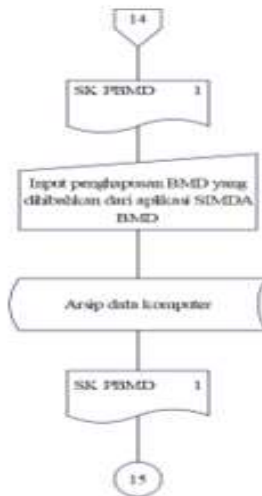 14
SK PBMD 1
Input penghapusan BMD yang
dihibahkan dari aplikasi SIMDA
BMD
Arsip data komputer
SK PBMD 1
15